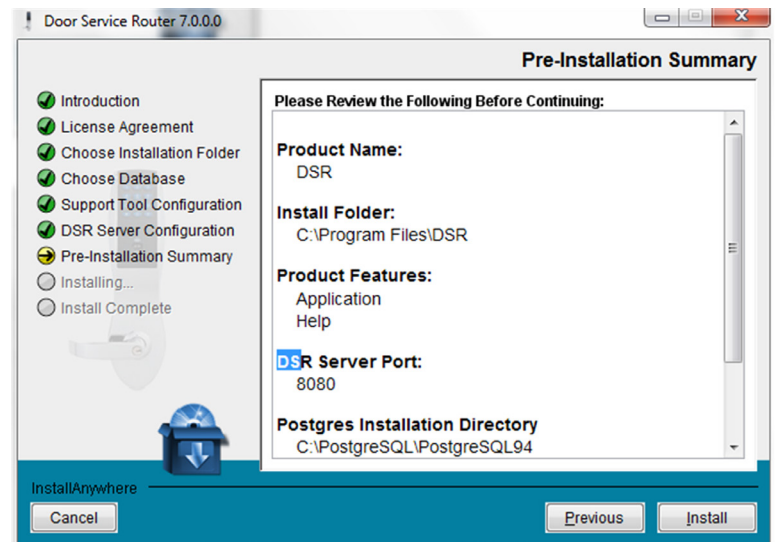 Door Service Router 7.0.0.0
Pre-Installation Summary
Introduction
License Agreement
Choose Installation Folder
Choose Database
Support Tool Configuration
DSR Server Configuration
Pre-Installation Summary
Installing...
Install Complete
Please Review the Following Before Continuing:
Product Name:
DSR
Install Folder:
C:\Program Files\DSR
Product Features:
Application
Help
DSR Server Port:
8080
Postgres Installation Directory
C:\PostgreSQL\PostgreSQL94
InstallAnywhere
Cancel
Previous
Install